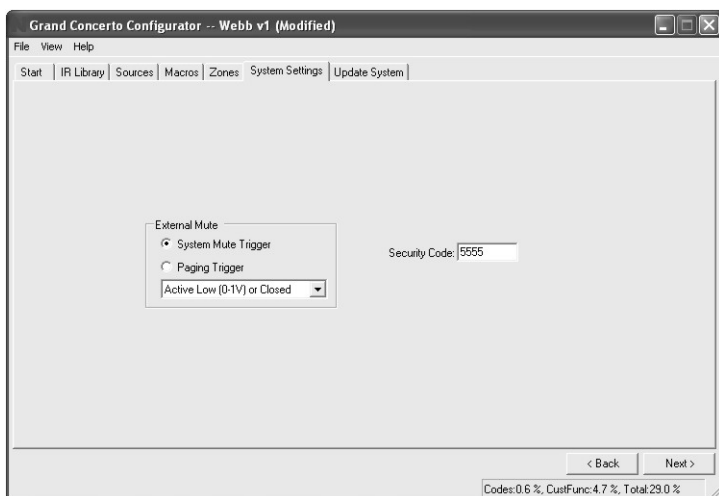 Grand Concerto Configurator -- Webb v1 (Modified)
File View Help
Start IR Library Sources Macros Zones System Settings Update System
External Mute
System Mute Trigger
Paging Trigger
Active Low (0-1V) or Closed
Security Code: 5555
< Back Next >
Codes:0.6 %, CustFunc:4.7 %, Total:29.0 %